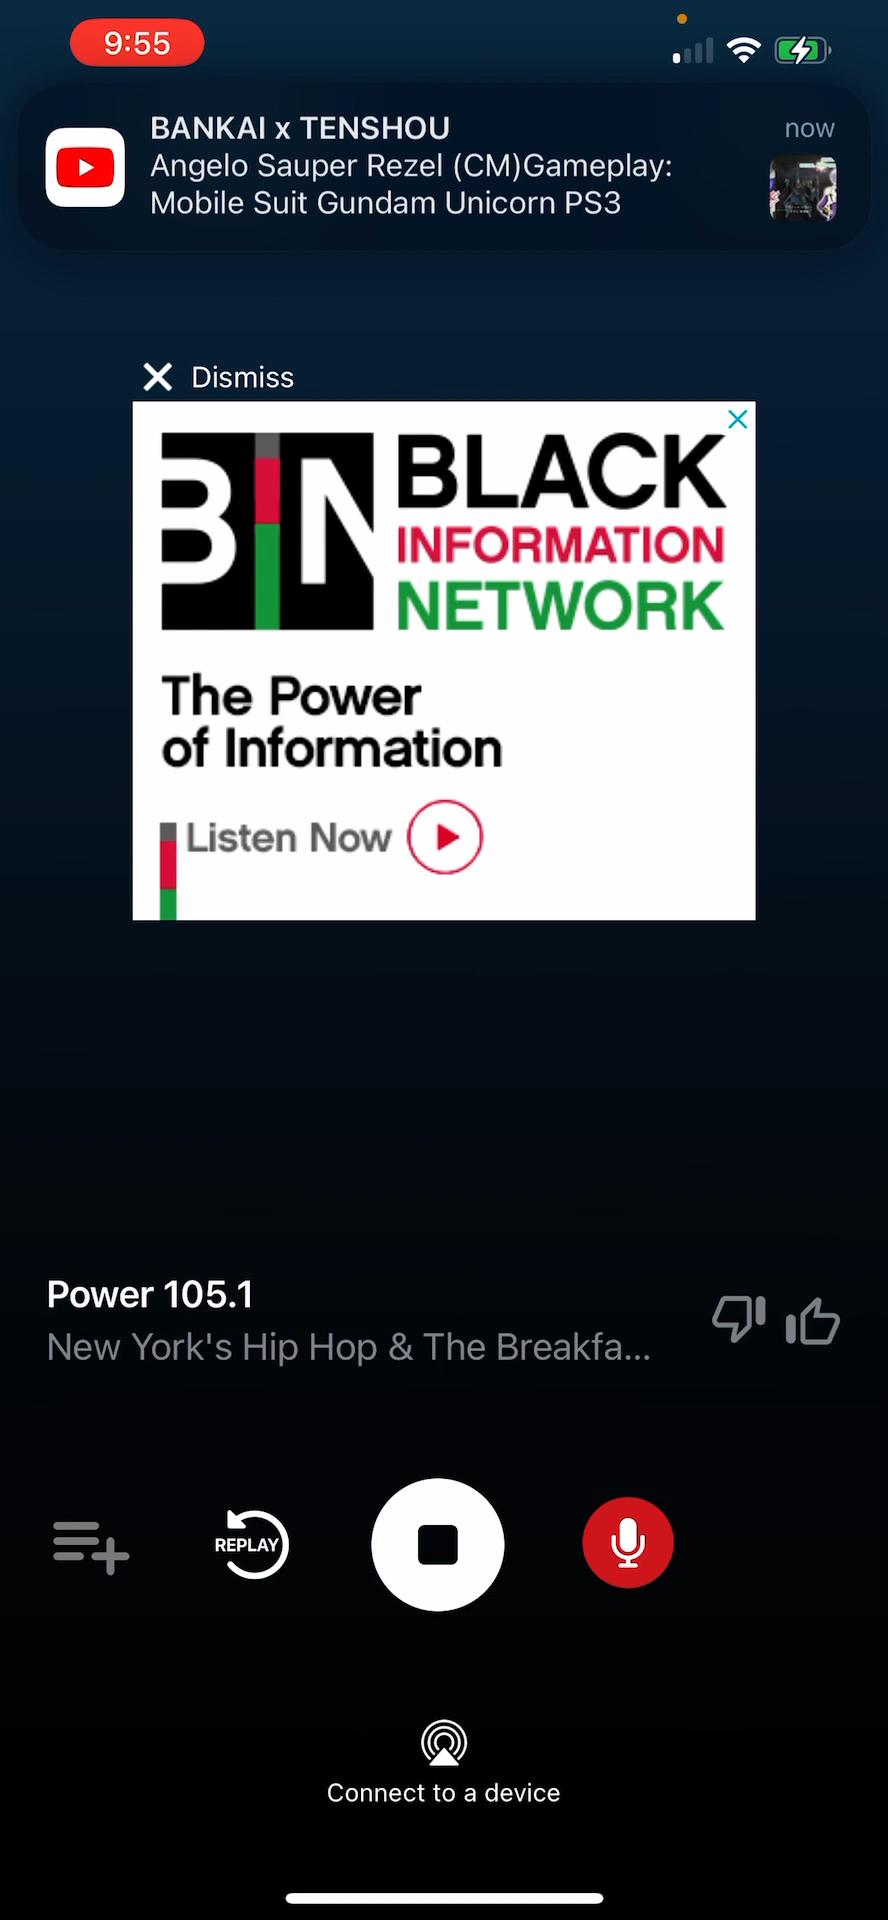 9:55
BANKAI x TENSHOU
now
Angelo Sauper Rezel (CM)Gameplay:
Mobile Suit Gundam Unicorn PS3
Dismiss
BIN
BLACK
INFORMATION
NETWORK
The Power
of Information
Listen Now
Power 105.1
New York's Hip Hop & The Breakfa...
REPLAY
Connect to a device